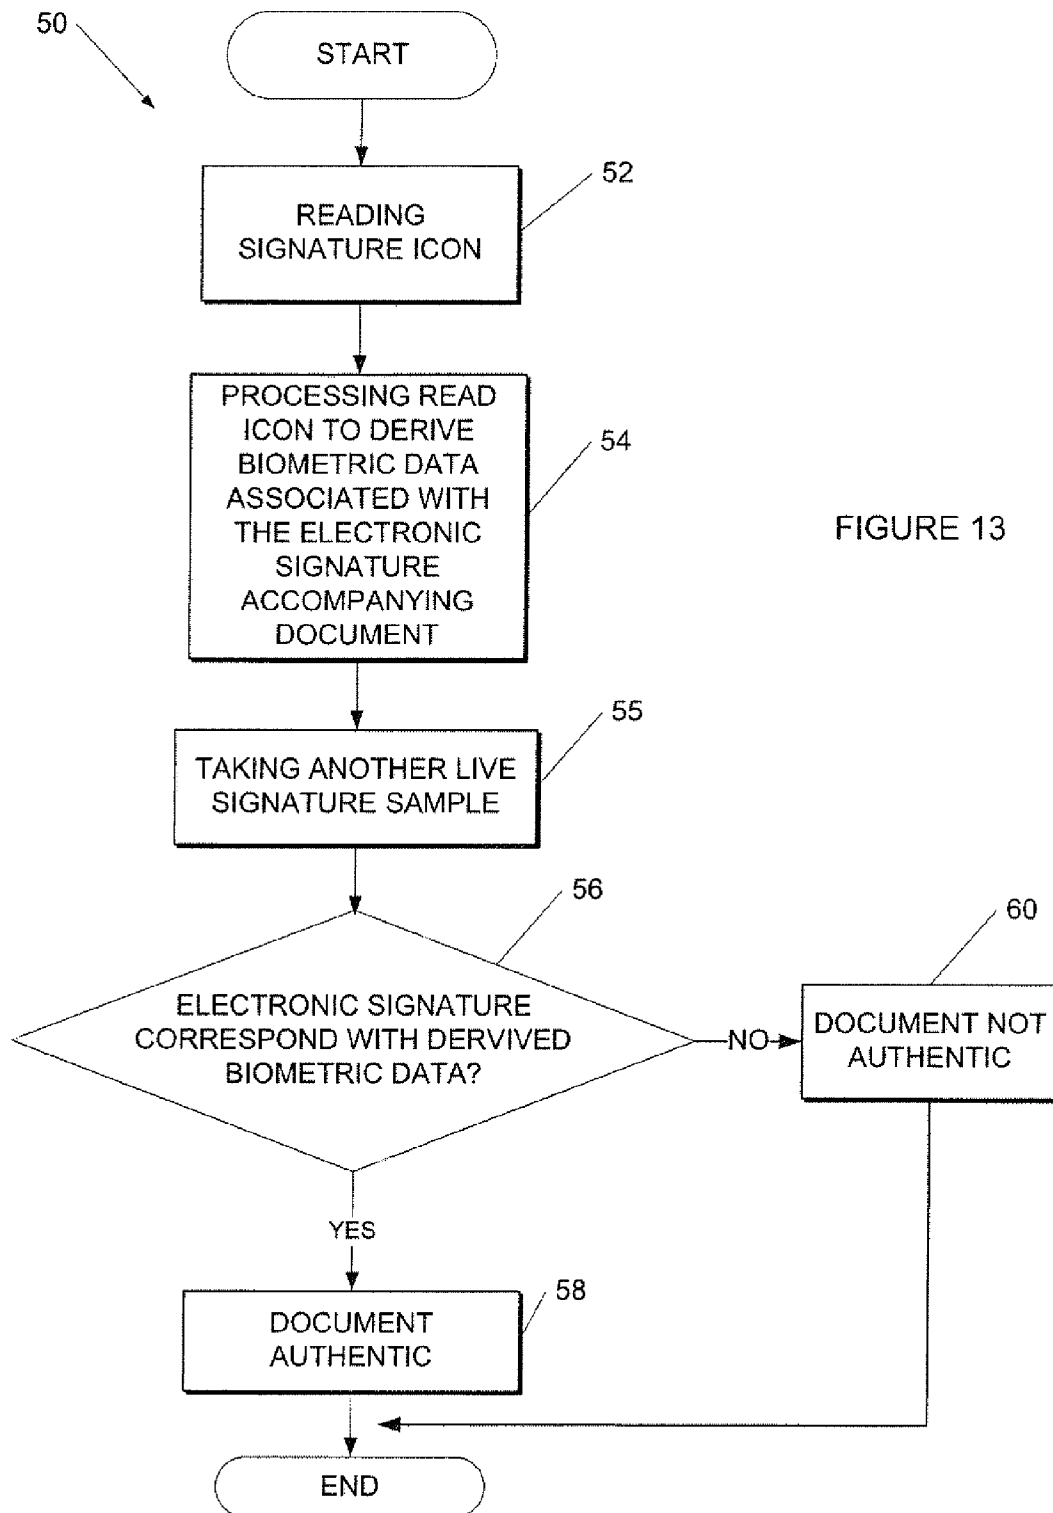 50
START
52
READING
SIGNATURE ICON
PROCESSING READ
ICON TO DERIVE
BIOMETRIC DATA
ASSOCIATED WITH
THE ELECTRONIC
SIGNATURE
ACCOMPANYING
DOCUMENT
54
FIGURE 13
55
TAKING ANOTHER LIVE
SIGNATURE SAMPLE
56
ELECTRONIC SIGNATURE
CORRESPOND WITH DERVIVED
BIOMETRIC DATA?
NO
60
DOCUMENT NOT
AUTHENTIC
YES
58
DOCUMENT
AUTHENTIC
END